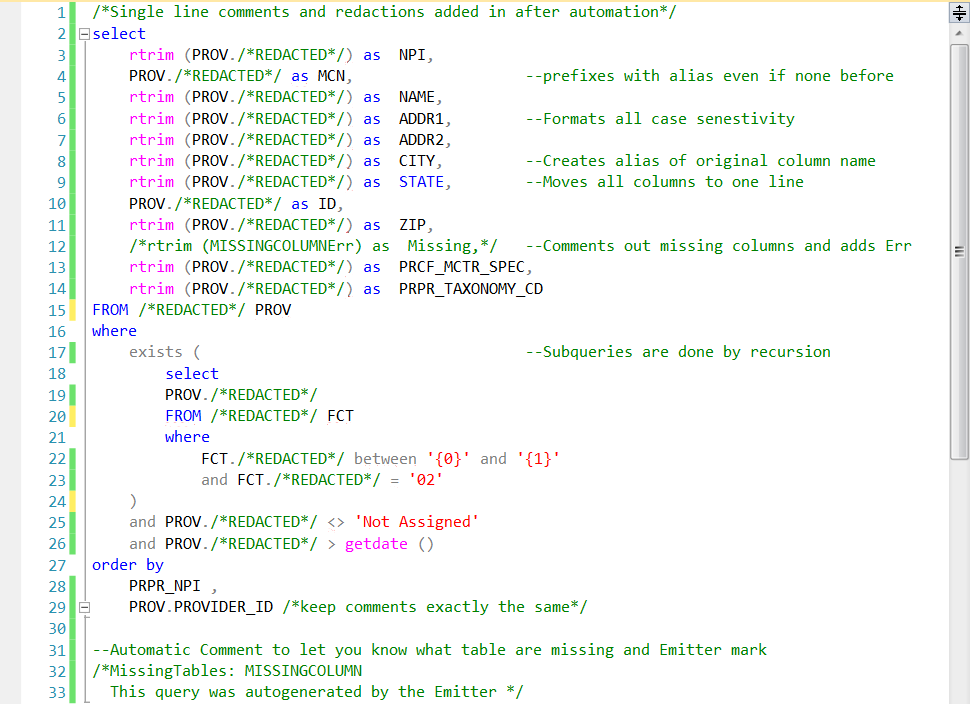 1 /*Single line comments and redactions added in after automation*/
2 select
3 rtrim (PROV./*REDACTED*/) as  NPI,
4 PROV./*REDACTED*/ as MCN, --prefixes with alias even if none before
5 rtrim (PROV./*REDACTED*/) as  NAME,
6 rtrim (PROV./*REDACTED*/) as  ADDR1, --Formats all case senestivity
7 rtrim (PROV./*REDACTED*/) as  ADDR2,
8 rtrim (PROV./*REDACTED*/) as  CITY, --Creates alias of original column name
9 rtrim (PROV./*REDACTED*/) as  STATE, --Moves all columns to one line
10 PROV./*REDACTED*/ as ID,
11 rtrim (PROV./*REDACTED*/) as  ZIP,
12 /*rtrim (MISSINGCOLUMNErr) as  Missing,*/ --Comments out missing columns and adds Err
13 rtrim (PROV./*REDACTED*/) as  PRCF_MCTR_SPEC,
14 rtrim (PROV./*REDACTED*/) as  PRPR_TAXONOMY_CD
15 FROM /*REDACTED*/ PROV
16 where
17 exists ( --Subqueries are done by recursion
18 select
19 PROV./*REDACTED*/
20 FROM /*REDACTED*/ FCT
21 where
22 FCT./*REDACTED*/ between '{0}' and '{1}'
23 and FCT./*REDACTED*/ = '02'
24 )
25 and PROV./*REDACTED*/ <> 'Not Assigned'
26 and PROV./*REDACTED*/ > getdate ()
27 order by
28 PRPR_NPI ,
29 PROV.PROVIDER_ID /*keep comments exactly the same*/
30
31 --Automatic Comment to let you know what table are missing and Emitter mark
32 /*MissingTables: MISSINGCOLUMN
33 This query was autogenerated by the Emitter */